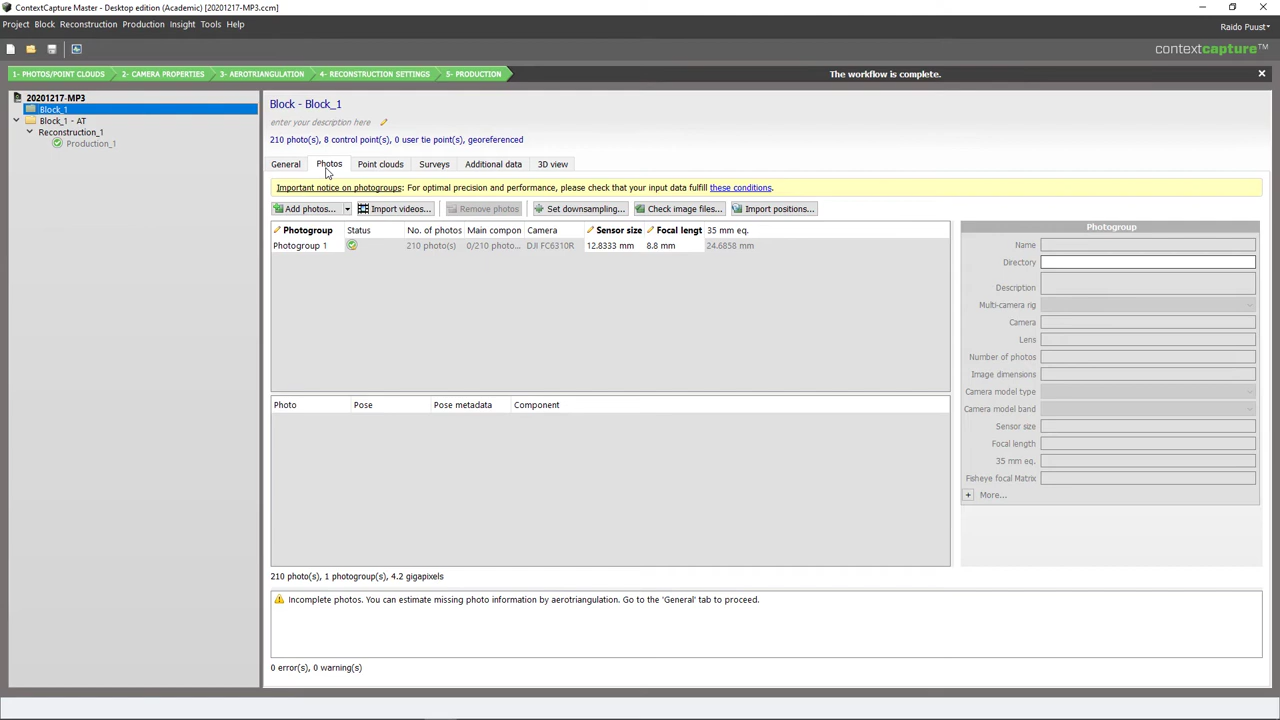 ContextCapture Master - Desktop edition (Academic) [20201217-MP3.ccm]
Project Block Reconstruction Production Insight Tools Help
Raido Puust
contextcapture™
1- PHOTOS/POINT CLOUDS 2- CAMERA PROPERTIES 3- AEROTRIANGULATION 4- RECONSTRUCTION SETTINGS 5- PRODUCTION The workflow is complete.
20201217-MP3
Block_1
Block_1 - AT
Reconstruction_1
Production_1
Block - Block_1
enter your description here
210 photo(s), 8 control point(s), 0 user tie point(s), georeferenced
General Photos Point clouds Surveys Additional data 3D view
Important notice on photogroups: For optimal precision and performance, please check that your input data fulfill these conditions.
Add photos... Import videos... Remove photos Set downsampling... Check image files... Import positions...
Photogroup Status No. of photos Main compon Camera Sensor size Focal lengt 35 mm eq.
Photogroup 1 210 photo(s) 0/210 photo... DJI FC6310R 12.8333 mm 8.8 mm 24.6858 mm
Photo Pose Pose metadata Component
210 photo(s), 1 photogroup(s), 4.2 gigapixels
Incomplete photos. You can estimate missing photo information by aerotriangulation. Go to the 'General' tab to proceed.
0 error(s), 0 warning(s)
Photogroup
Name
Directory
Description
Multi-camera rig
Camera
Lens
Number of photos
Image dimensions
Camera model type
Camera model band
Sensor size
Focal length
35 mm eq.
Fisheye focal Matrix
More...